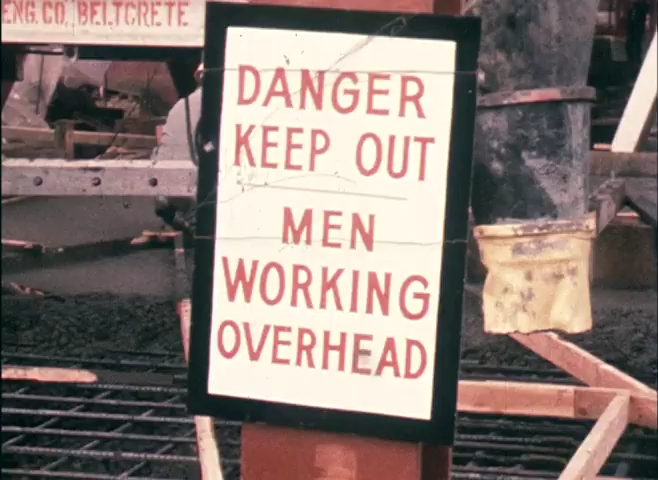 ENG. CO. BELTCRETE
DANGER
KEEP OUT
MEN
WORKING
OVERHEAD